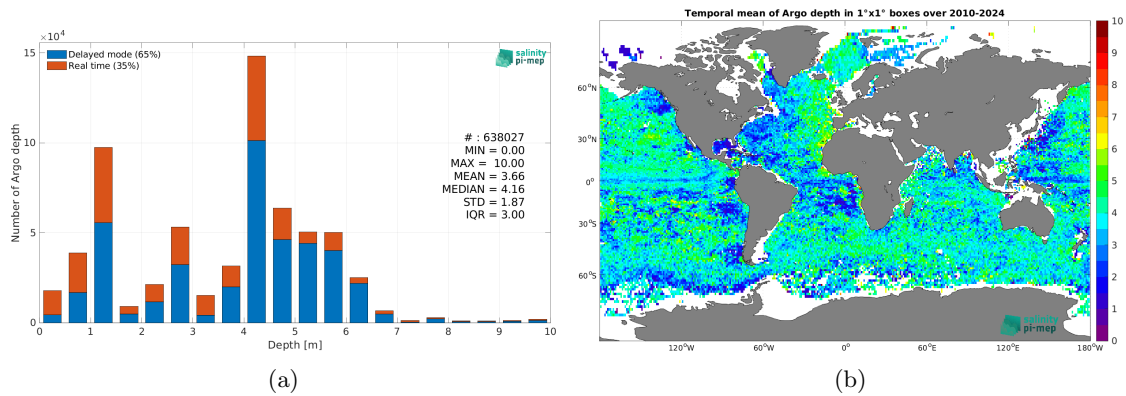 ×10⁴
15
10
5
0
Number of Argo depth
Delayed mode (65%)
Real time (35%)
salinity
pi-mep
# : 638027
MIN = 0.00
MAX = 10.00
MEAN = 3.66
MEDIAN = 4.16
STD = 1.87
IQR = 3.00
0 1 2 3 4 5 6 7 8 9 10
Depth [m]
(a)
Temporal mean of Argo depth in 1°x1° boxes over 2010-2024
60°N
30°N
0°
30°S
60°S
120°W 60°W 0° 60°E 120°E 180°W
salinity
pi-mep
10
9
8
7
6
5
4
3
2
1
0
(b)